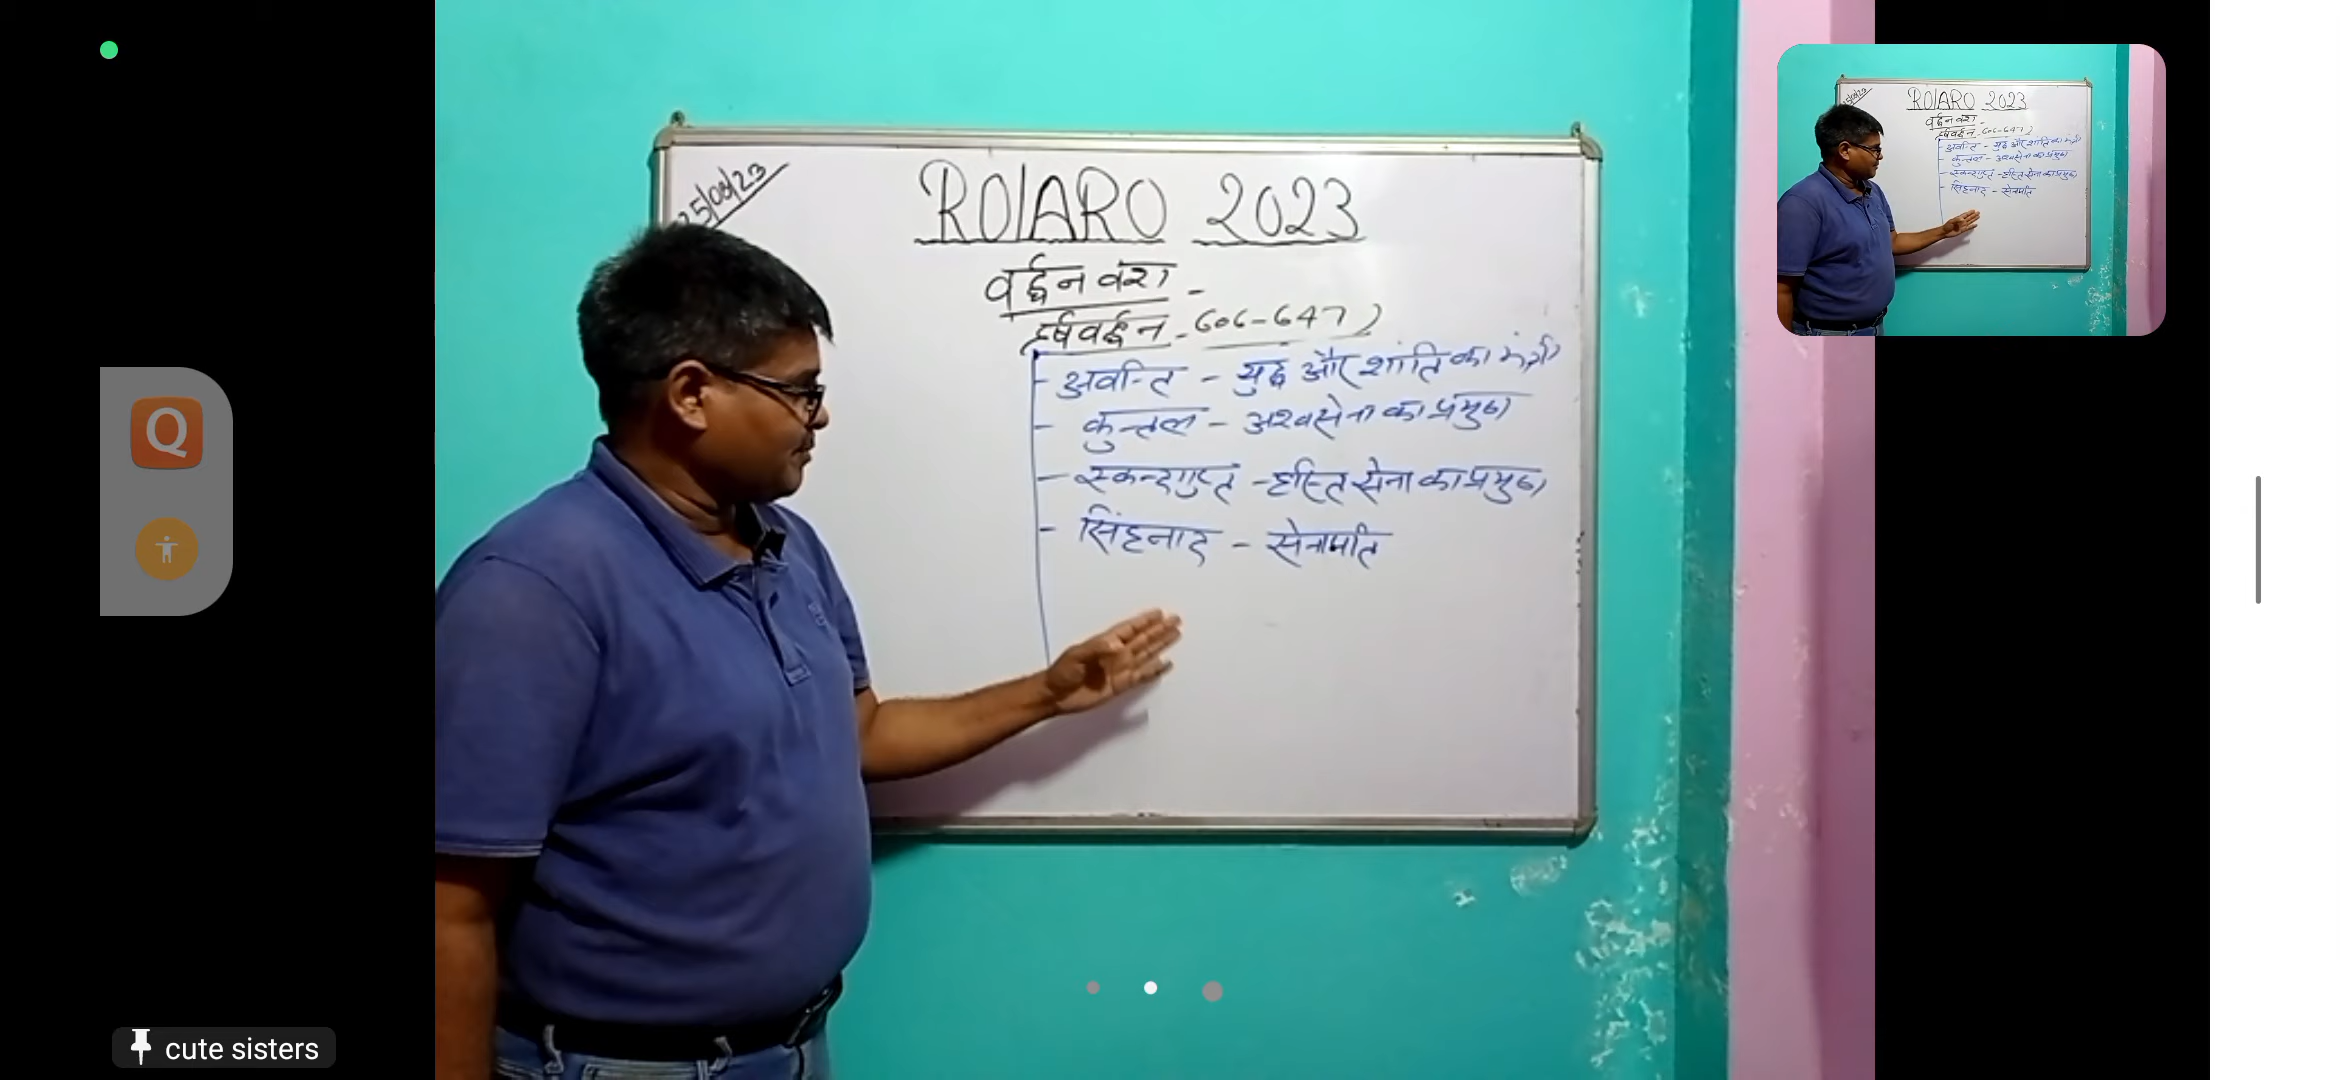 25/08/23
RO/ARO 2023
वर्द्धन वंश -
हर्षवर्द्धन - 606-647)
- अवन्ति - युद्ध और शांति का मंत्री
- कुन्तल - अश्वसेना का प्रमुख
- स्कन्दगुप्त - हस्ति सेना का प्रमुख
- सिंहनाद - सेनापति
Q
cute sisters